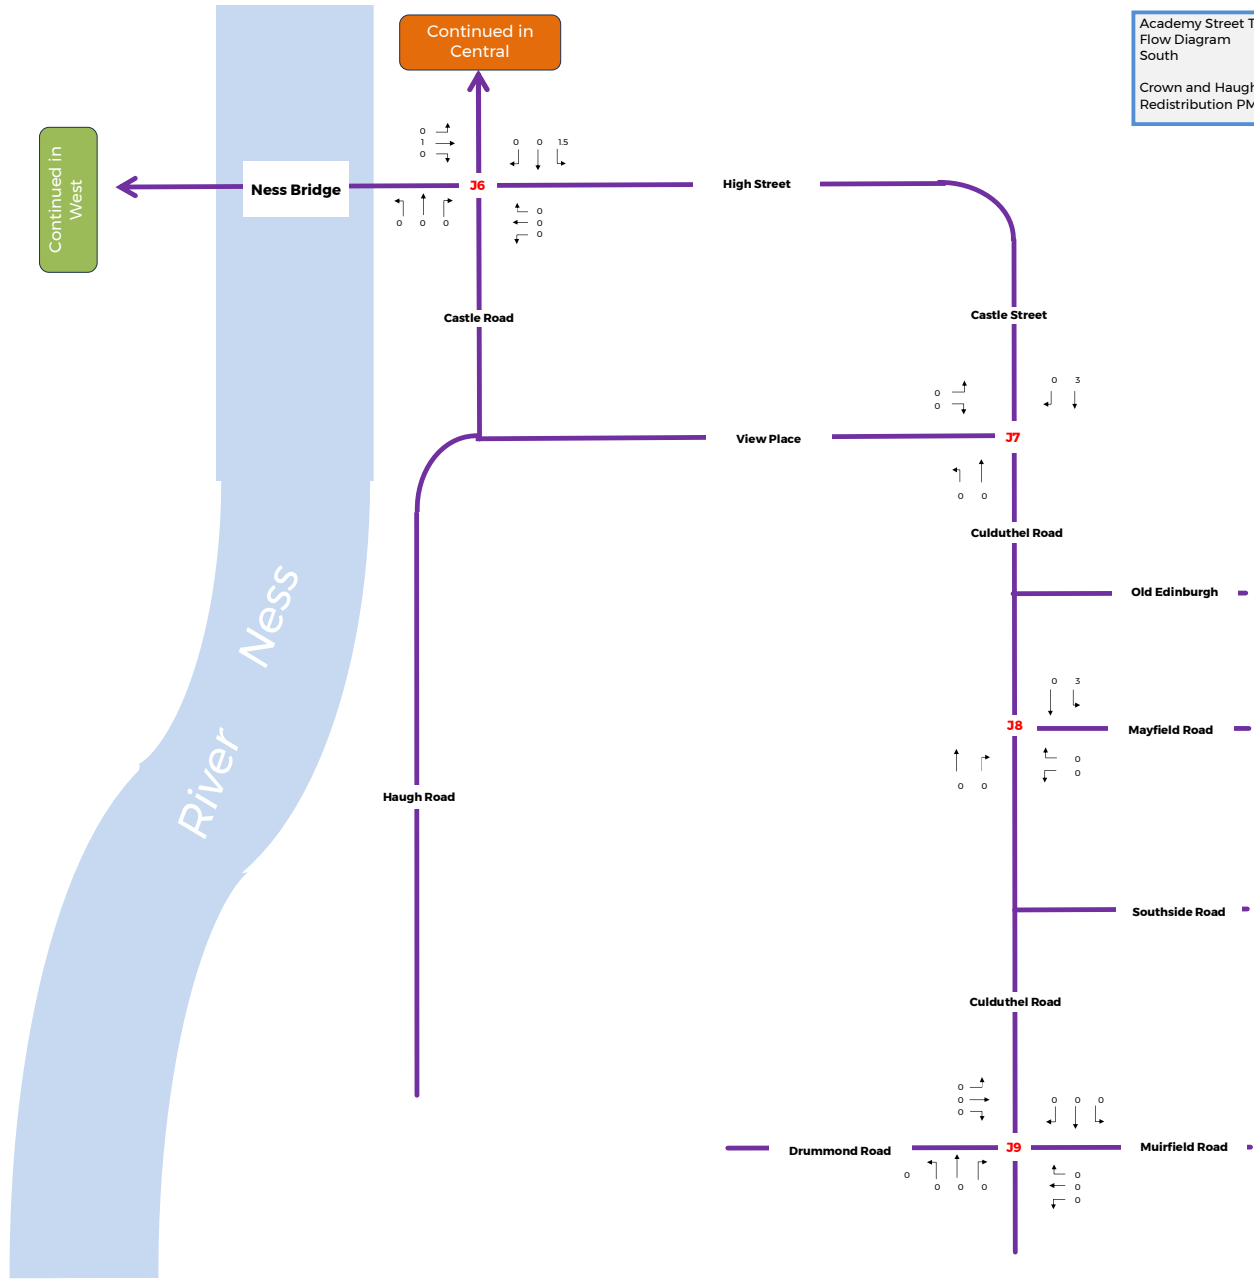 Continued in
Central
Academy Street T
Flow Diagram
South
Crown and Haugh
Redistribution PM
Continued in
West
0
1
0
0 0 1.5
Ness Bridge
J6
High Street
0 0 0
0
0
0
Castle Road
Castle Street
0
0
0 3
View Place
J7
0 0
Culduthel Road
Old Edinburgh
River Ness
0 3
J8
Mayfield Road
0 0
0
0
Haugh Road
Southside Road
Culduthel Road
0
0
0
0 0 0
Drummond Road
J9
Muirfield Road
0
0 0 0
0
0
0